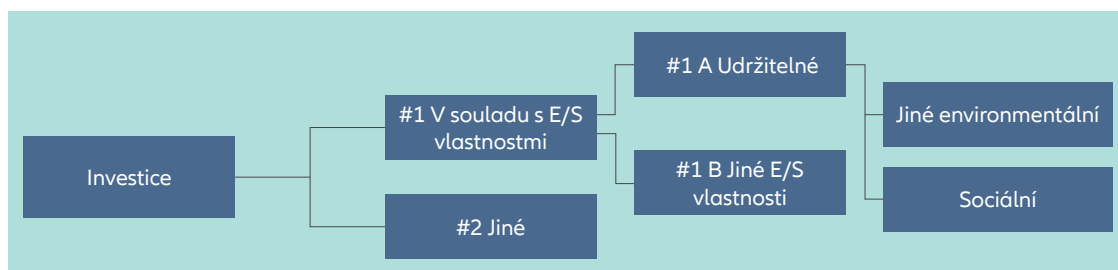 Investice
#1 V souladu s E/S
vlastnostmi
#2 Jiné
#1 A Udržitelné
#1 B Jiné E/S
vlastnosti
Jiné environmentální
Sociální